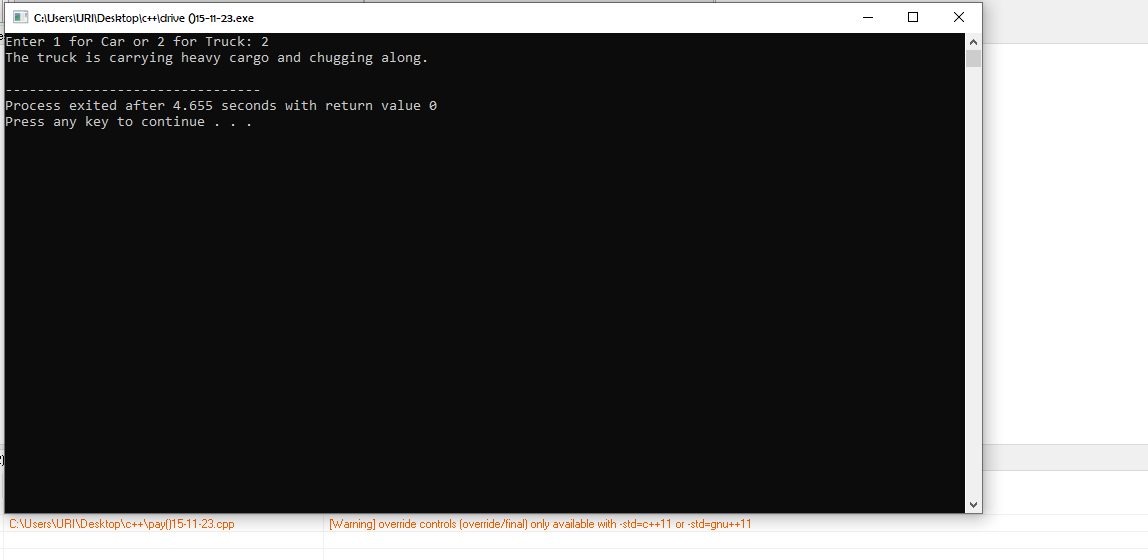 C:\Users\URI\Desktop\c++\drive ()15-11-23.exe
Enter 1 for Car or 2 for Truck: 2
The truck is carrying heavy cargo and chugging along.
--------------------------------
Process exited after 4.655 seconds with return value 0
Press any key to continue . . .
C:\Users\URI\Desktop\c++\pay()15-11-23.cpp [Warning] override controls (override/final) only available with -std=c++11 or -std=gnu++11